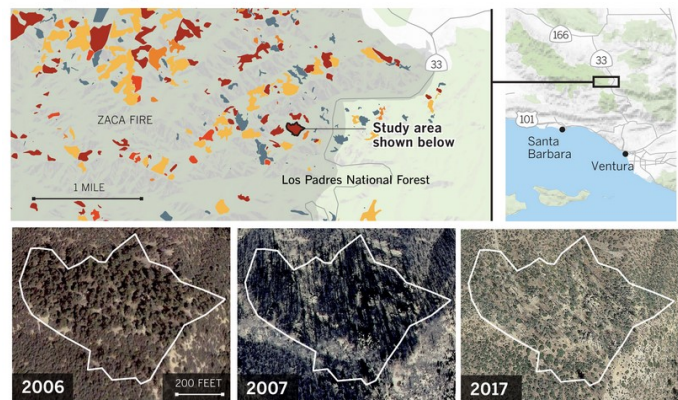 33
166
33
ZACA FIRE
Study area
shown below
101
Santa
Barbara
Ventura
Los Padres National Forest
1 MILE
2006
200 FEET
2007
2017